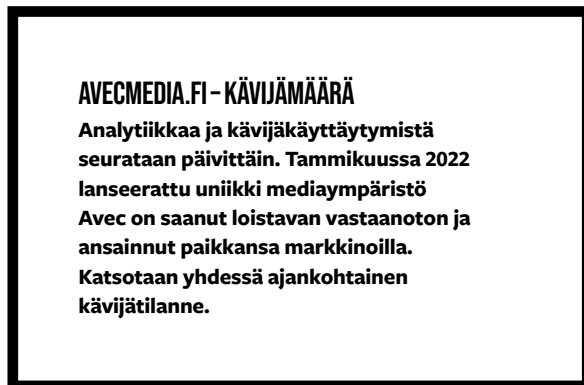 AVECMEDIA.FI – KÄVIJÄMÄÄRÄ
Analytiikkaa ja kävijäkäyttäytymistä
seurataan päivittäin. Tammikuussa 2022
lanseerattu uniikki mediaympäristö
Avec on saanut loistavan vastaanoton ja
ansainnut paikkansa markkinoilla.
Katsotaan yhdessä ajankohtainen
kävijätilanne.